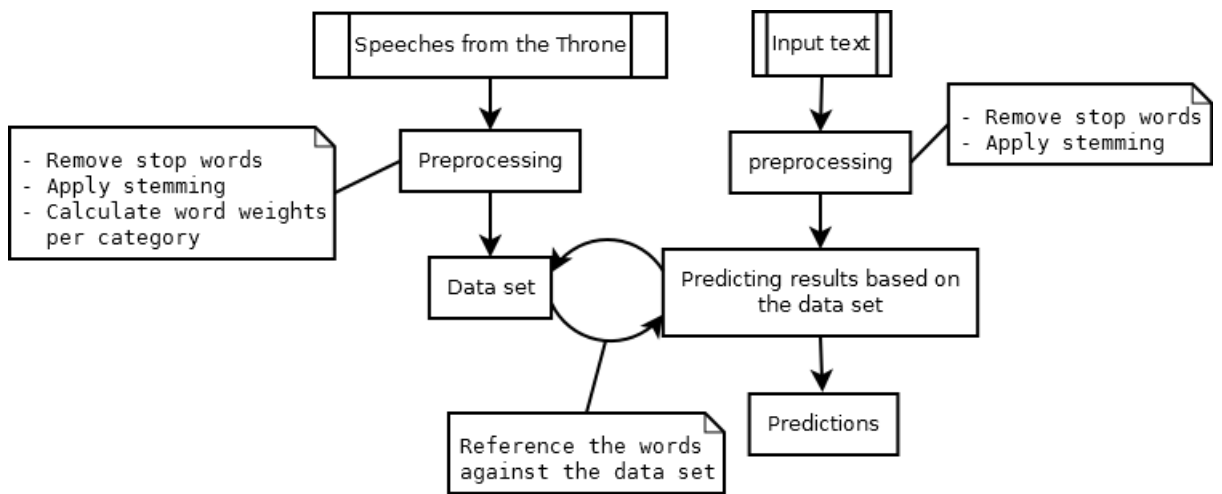 Speeches from the Throne
Input text
- Remove stop words
- Apply stemming
- Calculate word weights
per category
Preprocessing
preprocessing
- Remove stop words
- Apply stemming
Data set
Predicting results based on
the data set
Reference the words
against the data set
Predictions